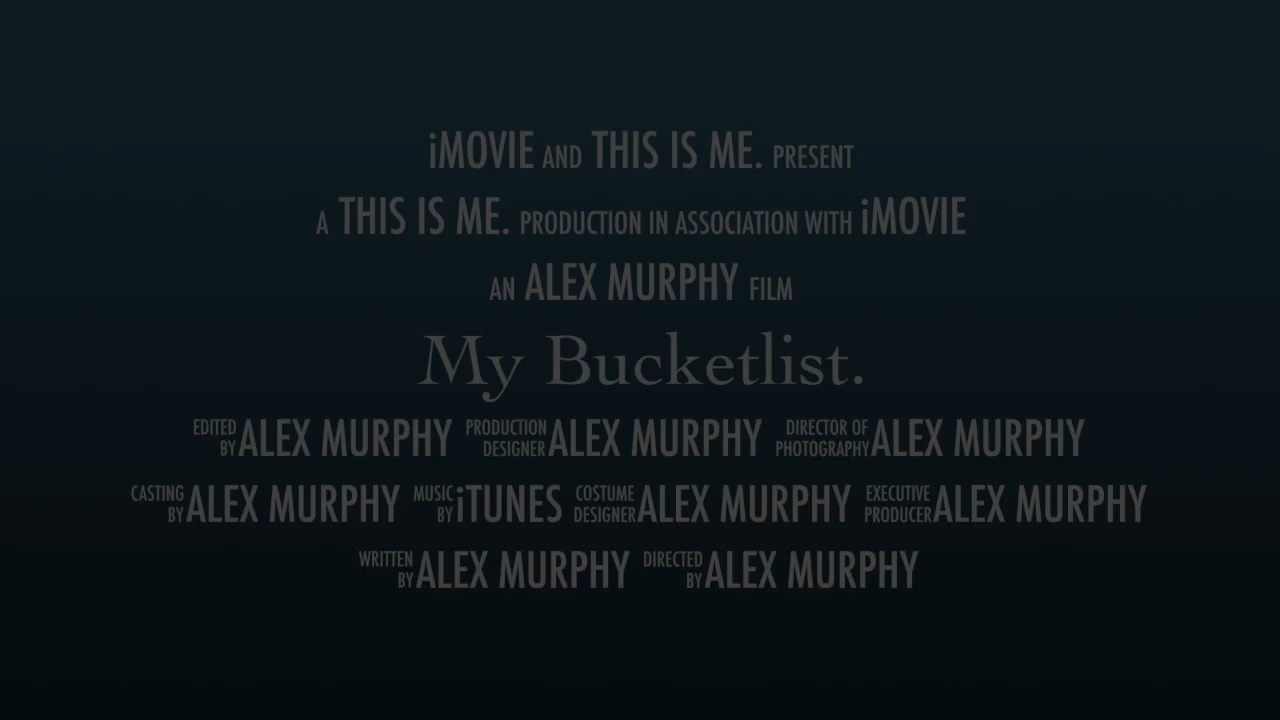 iMOVIE AND THIS IS ME. PRESENT
A THIS IS ME. PRODUCTION IN ASSOCIATION WITH iMOVIE
AN ALEX MURPHY FILM
My Bucketlist.
EDITED BY ALEX MURPHY PRODUCTION DESIGNER ALEX MURPHY DIRECTOR OF PHOTOGRAPHY ALEX MURPHY
CASTING BY ALEX MURPHY MUSIC BY iTUNES COSTUME DESIGNER ALEX MURPHY EXECUTIVE PRODUCER ALEX MURPHY
WRITTEN BY ALEX MURPHY DIRECTED BY ALEX MURPHY